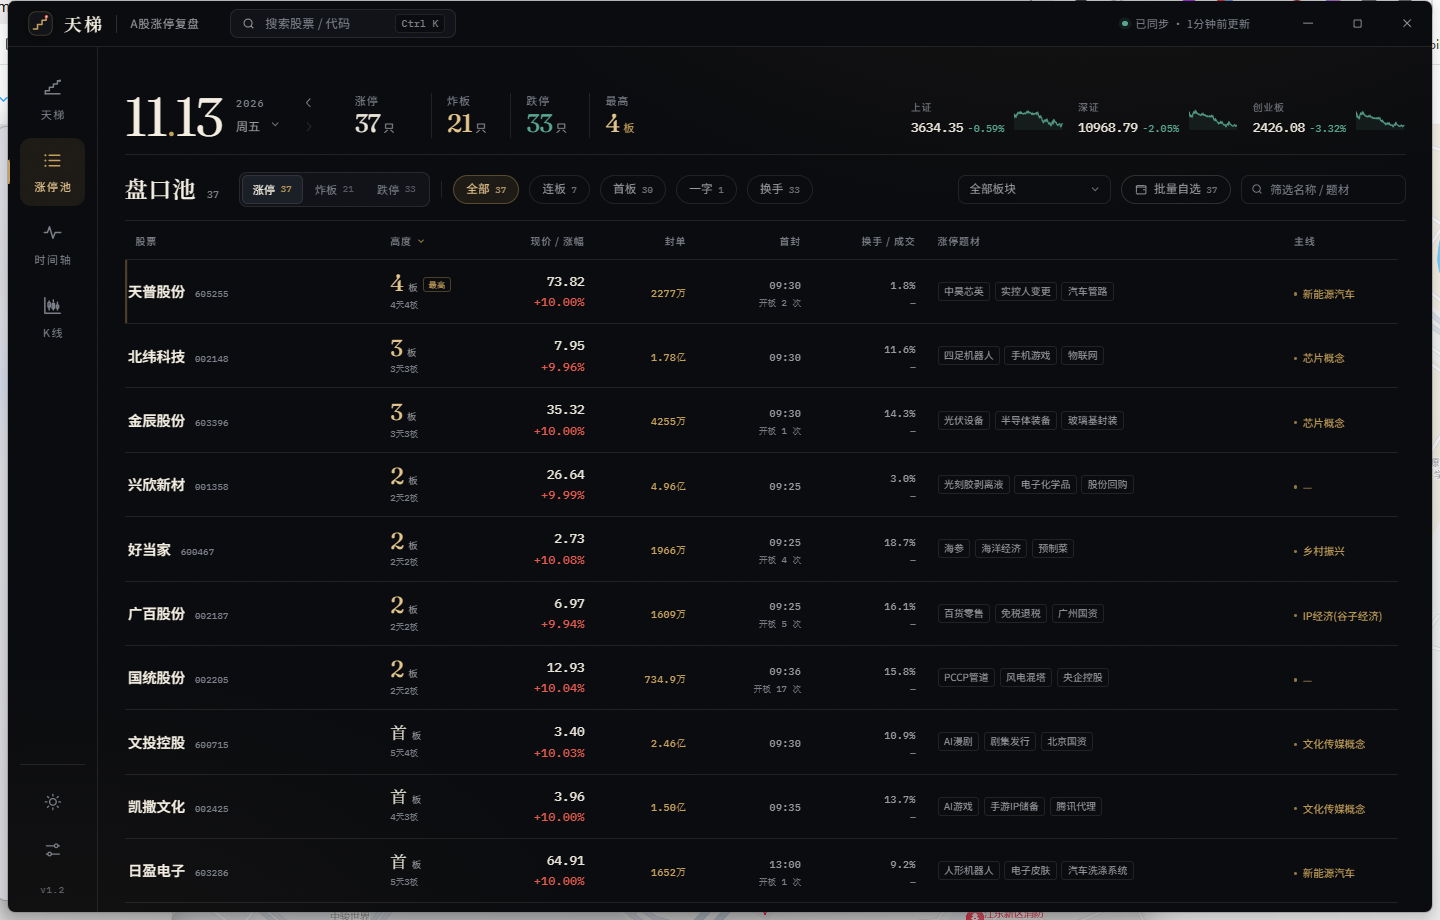 天梯 A股涨停复盘 搜索股票 / 代码 Ctrl K 已同步 · 1分钟前更新
天梯
涨停池
时间轴
K线
v1.2
11.13 2026 周五
涨停 37 只
炸板 21 只
跌停 33 只
最高 4 板
上证 3634.35 -0.59%
深证 10968.79 -2.05%
创业板 2426.08 -3.32%
盘口池 37 涨停 37 炸板 21 跌停 33 全部 37 连板 7 首板 30 一字 1 换手 33 全部板块 批量自选 37 筛选名称 / 题材
股票 高度 现价 / 涨幅 封单 首封 换手 / 成交 涨停题材 主线
天普股份 605255 4 板 最高 73.82 2277万 09:30 1.8% 中昊芯英 实控人变更 汽车管路 新能源汽车
4天4板 +10.00% 开板 2 次 —
北纬科技 002148 3 板 7.95 1.78亿 09:30 11.6% 四足机器人 手机游戏 物联网 芯片概念
3天3板 +9.96% —
金辰股份 603396 3 板 35.32 4255万 09:30 14.3% 光伏设备 半导体装备 玻璃基封装 芯片概念
3天3板 +10.00% 开板 1 次 —
兴欣新材 001358 2 板 26.64 4.96亿 09:25 3.0% 光刻胶剥离液 电子化学品 股份回购 —
2天2板 +9.99% —
好当家 600467 2 板 2.73 1966万 09:25 18.7% 海参 海洋经济 预制菜 乡村振兴
2天2板 +10.08% 开板 4 次 —
广百股份 002187 2 板 6.97 1609万 09:25 16.1% 百货零售 免税退税 广州国资 IP经济(谷子经济)
2天2板 +9.94% 开板 5 次 —
国统股份 002205 2 板 12.93 734.9万 09:36 15.8% PCCP管道 风电混塔 央企控股 —
2天2板 +10.04% 开板 17 次 —
文投控股 600715 首 板 3.40 2.46亿 09:30 10.9% AI漫剧 剧集发行 北京国资 文化传媒概念
5天4板 +10.03% —
凯撒文化 002425 首 板 3.96 1.50亿 09:35 13.7% AI游戏 手游IP储备 腾讯代理 文化传媒概念
4天3板 +10.00% —
日盈电子 603286 首 板 64.91 1652万 13:00 9.2% 人形机器人 电子皮肤 汽车洗涤系统 新能源汽车
5天3板 +10.00% 开板 1 次 —